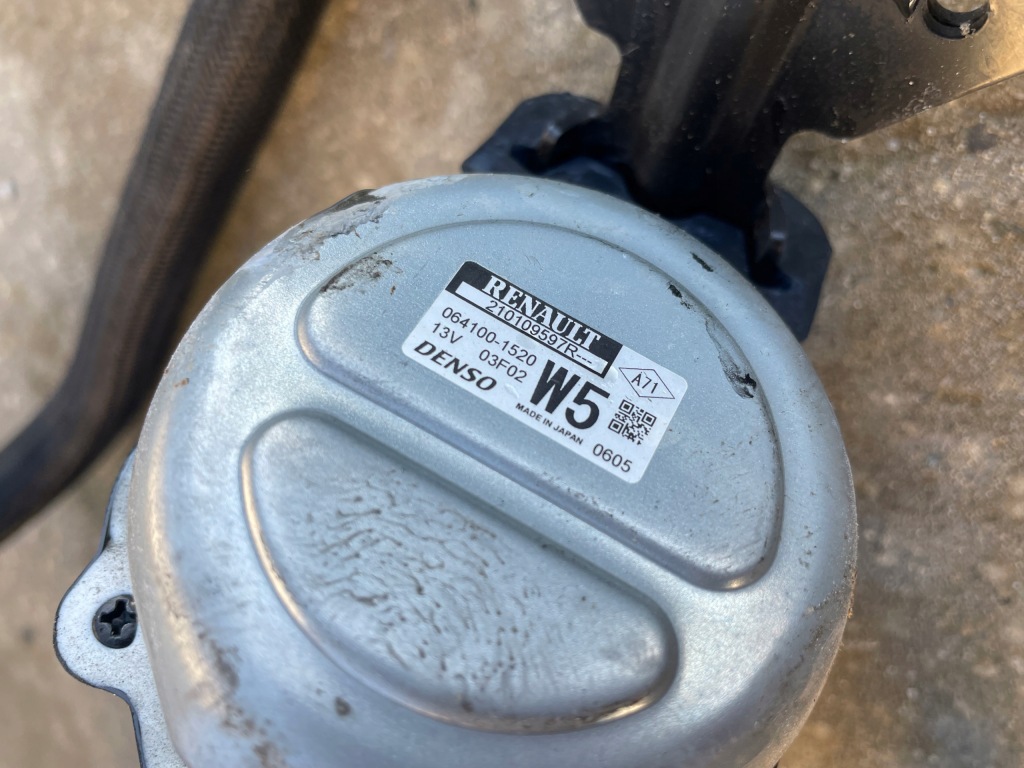 RENAULT
210109597R---
064100-1520
A71
13V 03F02
W5
DENSO
MADE IN JAPAN
0605